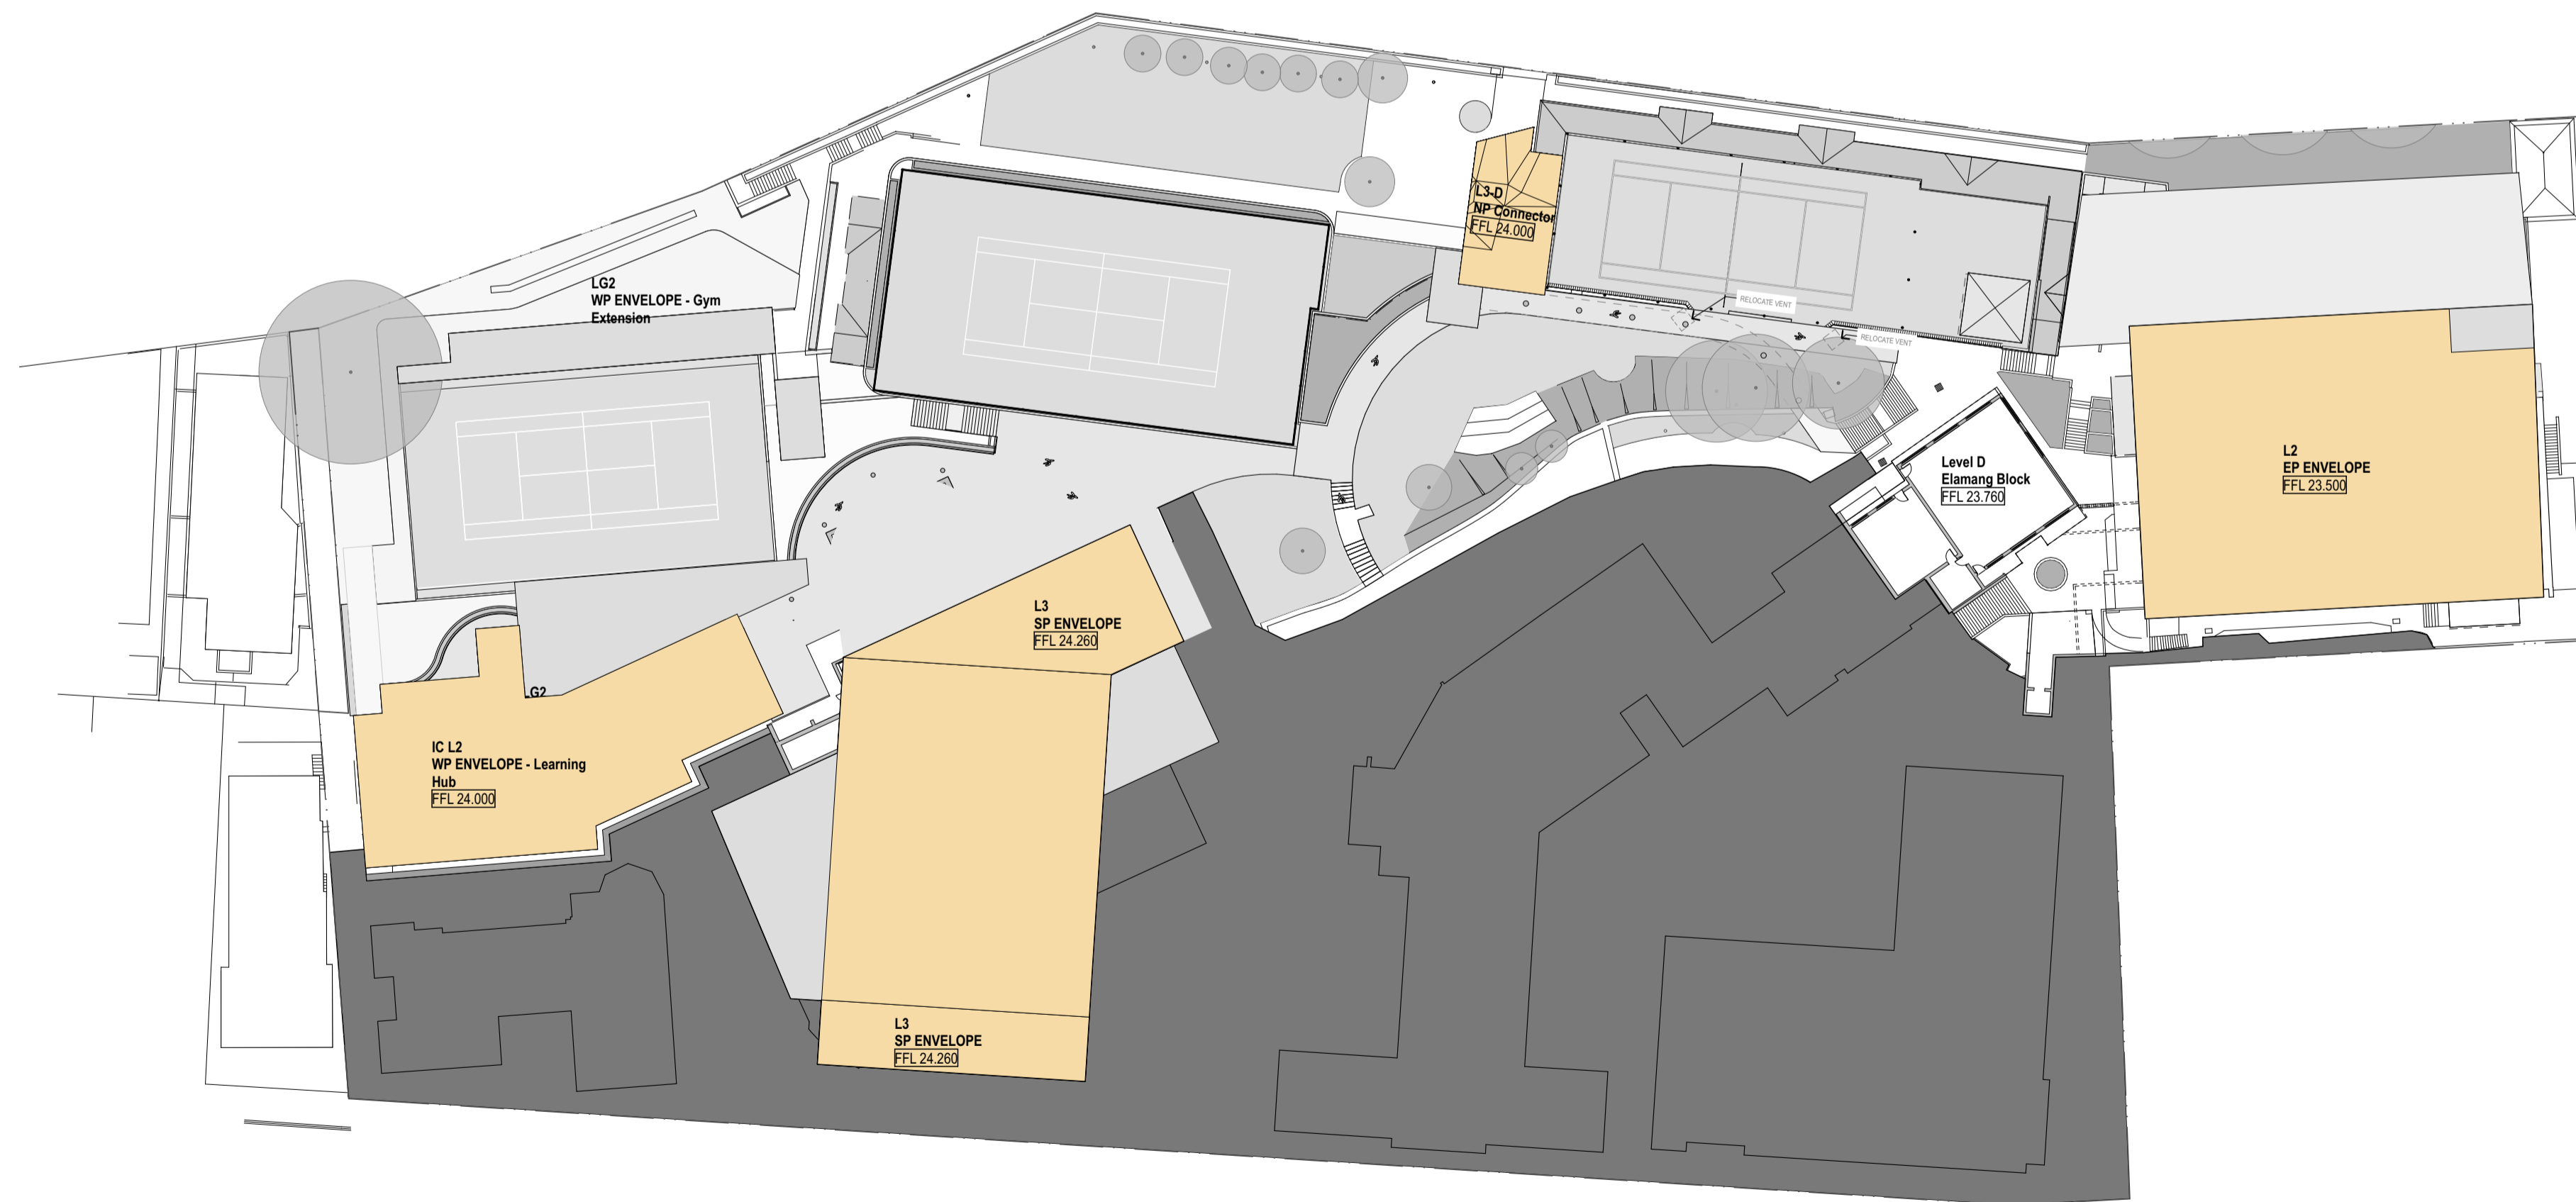 L3-D
NP Connector
FFL 24.000
RELOCATE VENT
RELOCATE VENT
LG2
WP ENVELOPE - Gym
Extension
L2
EP ENVELOPE
FFL 23.500
Level D
Elamang Block
FFL 23.760
L3
SP ENVELOPE
FFL 24.260
G2
IC L2
WP ENVELOPE - Learning
Hub
FFL 24.000
L3
SP ENVELOPE
FFL 24.260